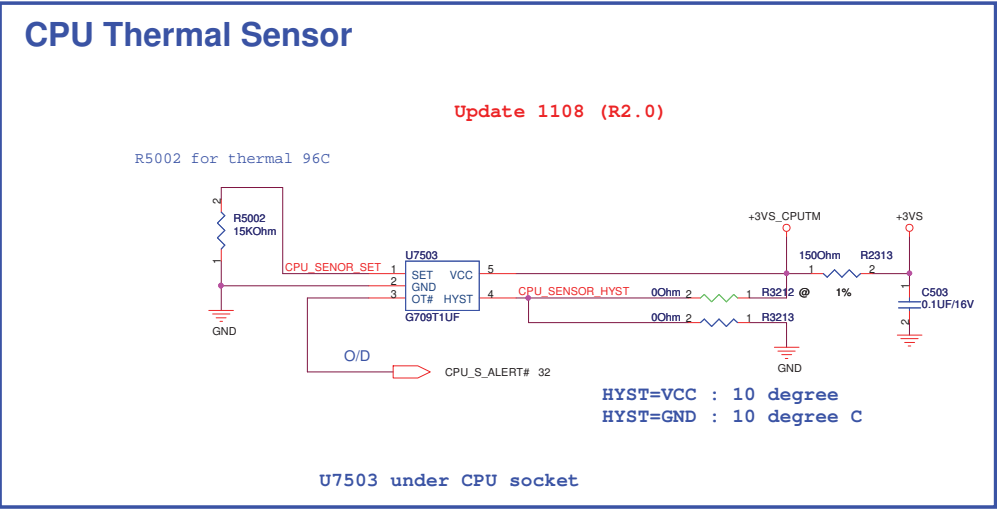 CPU Thermal Sensor
Update 1108 (R2.0)
R5002 for thermal 96C
2
R5002
15KOhm
1
GND
+3VS_CPUTM
+3VS
U7503
CPU_SENOR_SET 1 SET VCC 5
2 GND
3 OT# HYST 4 CPU_SENSOR_HYST
G709T1UF
150Ohm R2313
1 2
1%
0Ohm 2 1 R3212 @
0Ohm 2 1 R3213
GND
1
C503
0.1UF/16V
2
O/D
CPU_S_ALERT# 32
HYST=VCC : 10 degree
HYST=GND : 10 degree C
U7503 under CPU socket